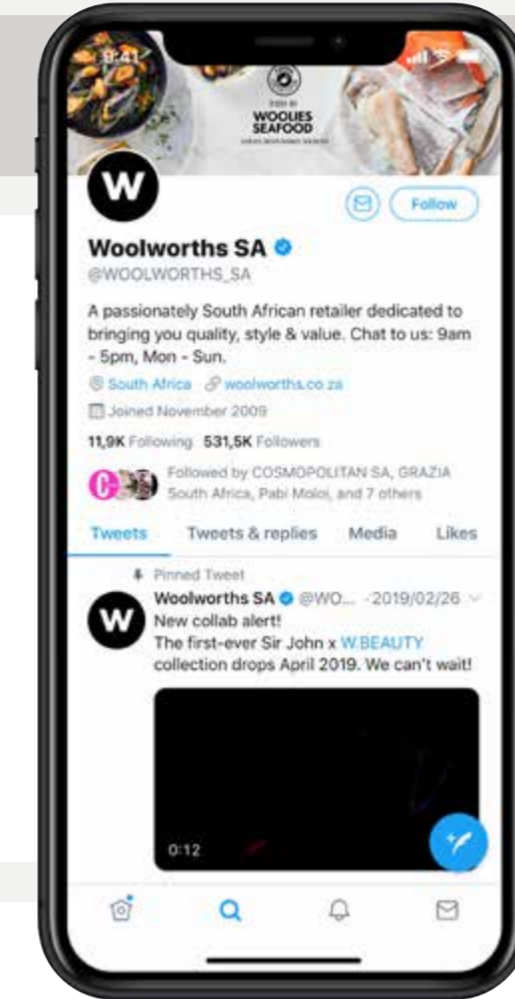 9:41
WOOLIES
SEAFOOD
W
Follow
Woolworths SA
@WOOLWORTHS_SA
A passionately South African retailer dedicated to
bringing you quality, style & value. Chat to us: 9am
- 5pm, Mon - Sun.
South Africa woolworths.co.za
Joined November 2009
11,9K Following 531,5K Followers
Followed by COSMOPOLITAN SA, GRAZIA
South Africa, Pabi Moloi, and 7 others
Tweets Tweets & replies Media Likes
Pinned Tweet
W
Woolworths SA @WO... -2019/02/26
New collab alert!
The first-ever Sir John x W.BEAUTY
collection drops April 2019. We can't wait!
0:12